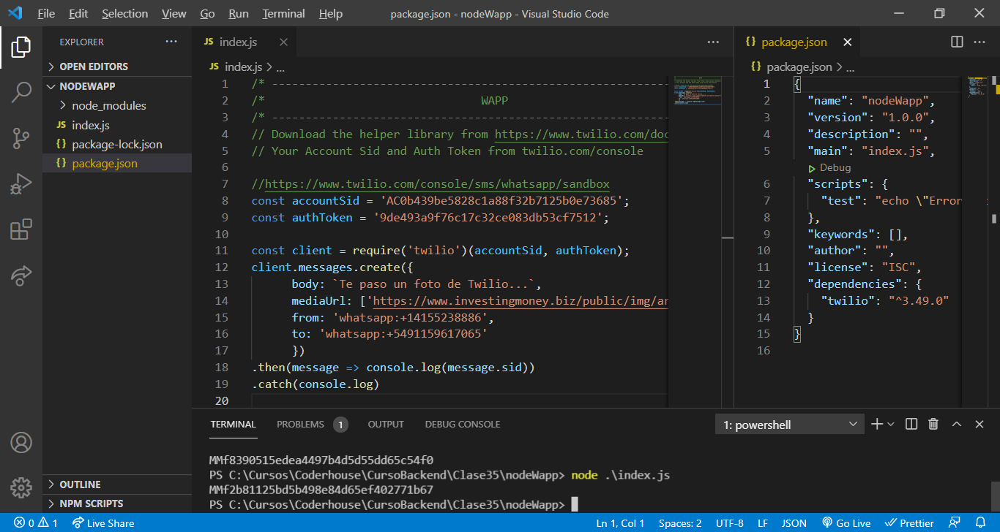 File Edit Selection View Go Run Terminal Help package.json - nodeWapp - Visual Studio Code
EXPLORER
OPEN EDITORS
NODEWAPP
node_modules
JS index.js
{} package-lock.json
{} package.json
OUTLINE
NPM SCRIPTS
JS index.js
JS index.js > ...
1 /* -----------------------------------------------------------
2 /* WAPP
3 /* -----------------------------------------------------------
4 // Download the helper library from https://www.twilio.com/doc
5 // Your Account Sid and Auth Token from twilio.com/console
6
7 //https://www.twilio.com/console/sms/whatsapp/sandbox
8 const accountSid = 'AC0b439be5828c1a88f32b7125b0e73685';
9 const authToken = '9de493a9f76c17c32ce083db53cf7512';
10
11 const client = require('twilio')(accountSid, authToken);
12 client.messages.create({
13 body: `Te paso un foto de Twilio...`,
14 mediaUrl: ['https://www.investingmoney.biz/public/img/ar
15 from: 'whatsapp:+14155238886',
16 to: 'whatsapp:+5491159617065'
17 })
18 .then(message => console.log(message.sid))
19 .catch(console.log)
20
{} package.json
{} package.json > ...
1 {
2 "name": "nodeWapp",
3 "version": "1.0.0",
4 "description": "",
5 "main": "index.js",
Debug
6 "scripts": {
7 "test": "echo \"Error
8 },
9 "keywords": [],
10 "author": "",
11 "license": "ISC",
12 "dependencies": {
13 "twilio": "^3.49.0"
14 }
15 }
16
TERMINAL PROBLEMS 1 OUTPUT DEBUG CONSOLE 1: powershell
MMf8390515edea4497b4d5d55dd65c54f0
PS C:\Cursos\Coderhouse\CursoBackend\Clase35\nodeWapp> node .\index.js
MMf2b81125bd5b498e84d65ef402771b67
PS C:\Cursos\Coderhouse\CursoBackend\Clase35\nodeWapp>
0 1 Live Share Ln 1, Col 1 Spaces: 2 UTF-8 LF JSON Go Live Prettier